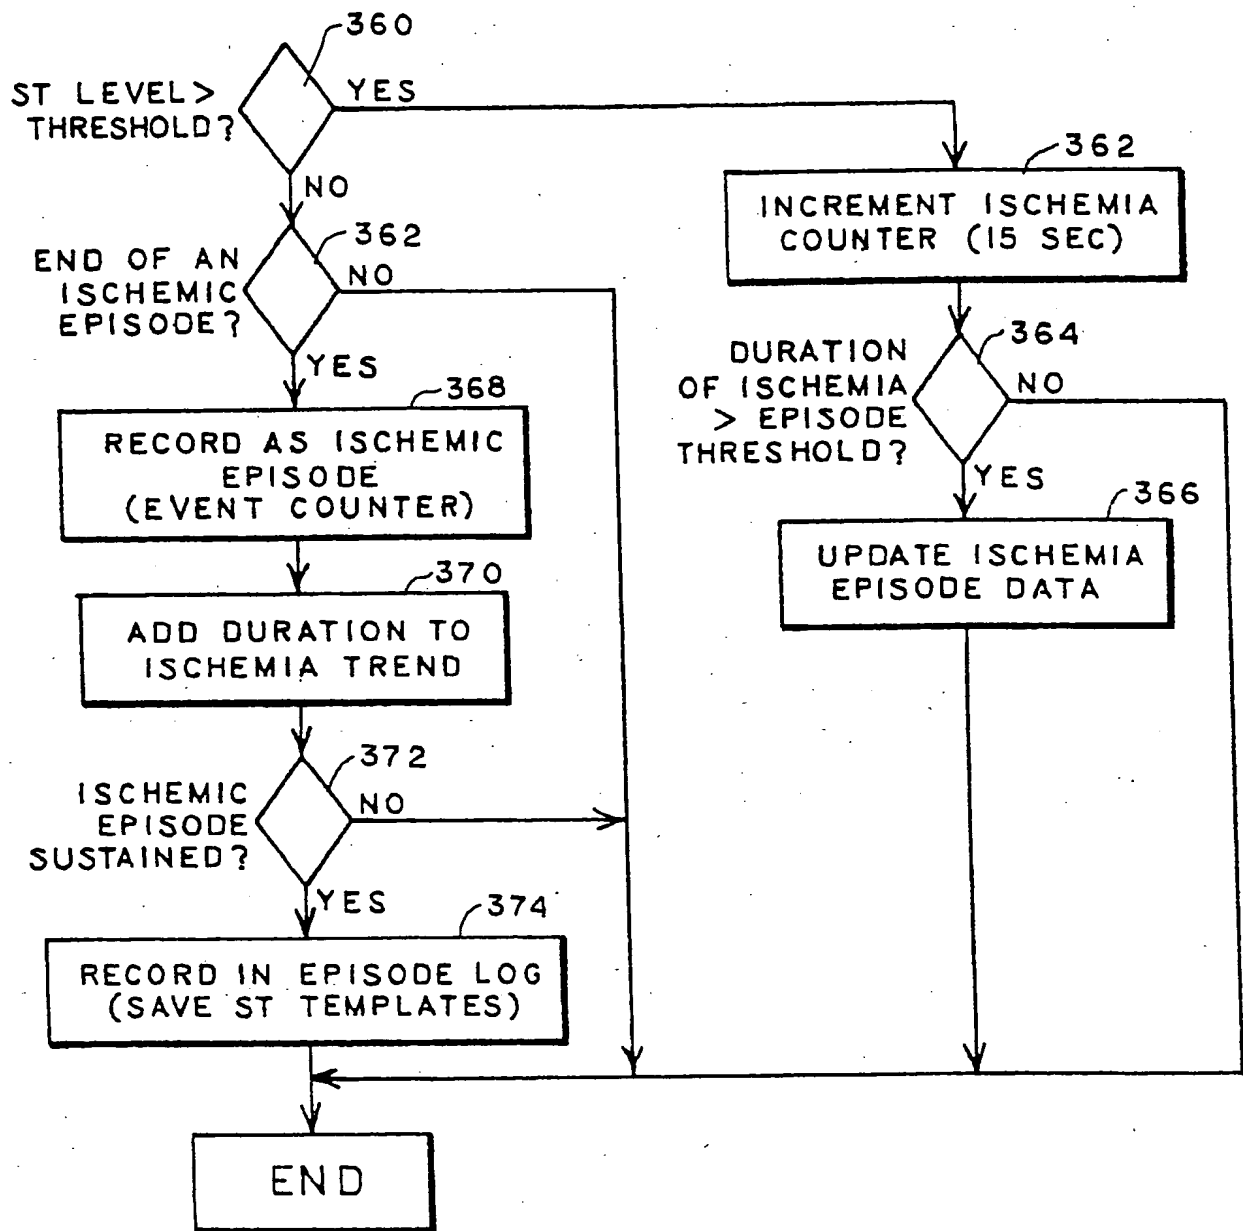 360
ST LEVEL >
THRESHOLD?
YES
NO
362
INCREMENT ISCHEMIA
COUNTER (15 SEC)
362
END OF AN
ISCHEMIC
EPISODE?
NO
YES
364
DURATION
OF ISCHEMIA
> EPISODE
THRESHOLD?
NO
YES
368
RECORD AS ISCHEMIC
EPISODE
(EVENT COUNTER)
366
UPDATE ISCHEMIA
EPISODE DATA
370
ADD DURATION TO
ISCHEMIA TREND
372
ISCHEMIC
EPISODE
SUSTAINED?
NO
YES
374
RECORD IN EPISODE LOG
(SAVE ST TEMPLATES)
END